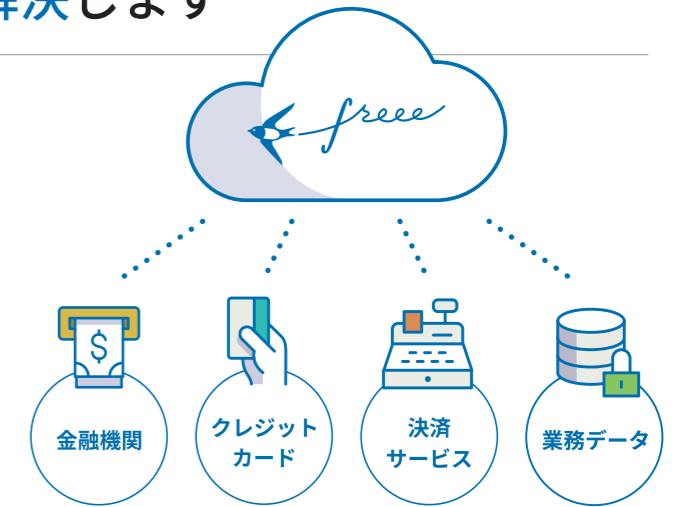 解決します
freee
$
金融機関
クレジット
カード
決済
サービス
業務データ